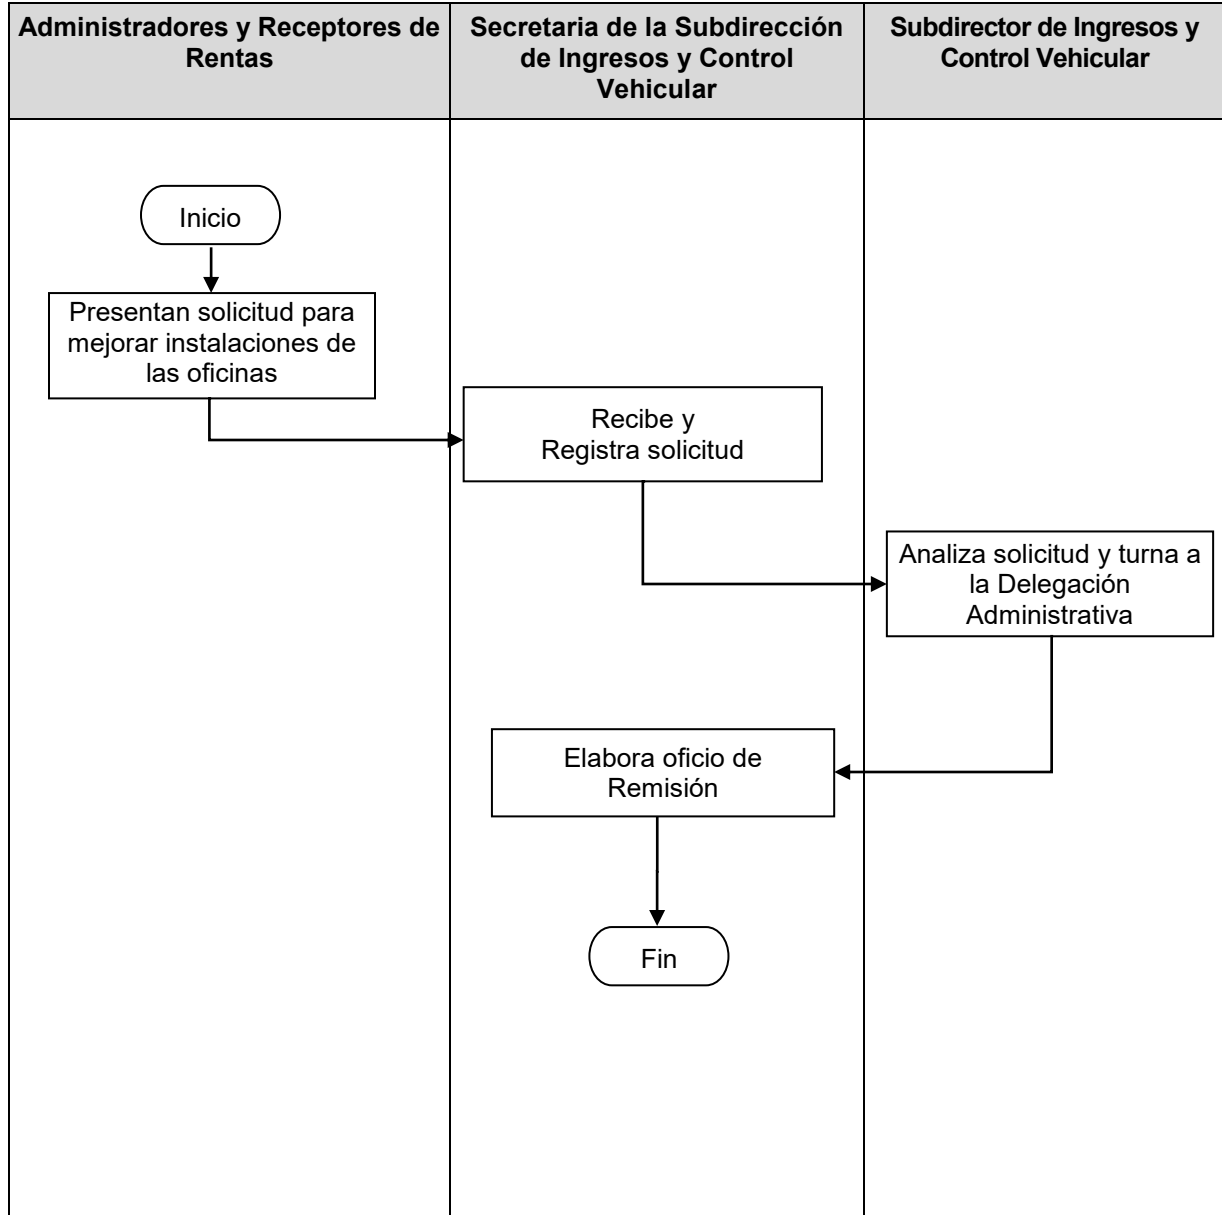 Administradores y Receptores de
Rentas
Secretaria de la Subdirección
de Ingresos y Control
Vehicular
Subdirector de Ingresos y
Control Vehicular
Inicio
Presentan solicitud para
mejorar instalaciones de
las oficinas
Recibe y
Registra solicitud
Analiza solicitud y turna a
la Delegación
Administrativa
Elabora oficio de
Remisión
Fin